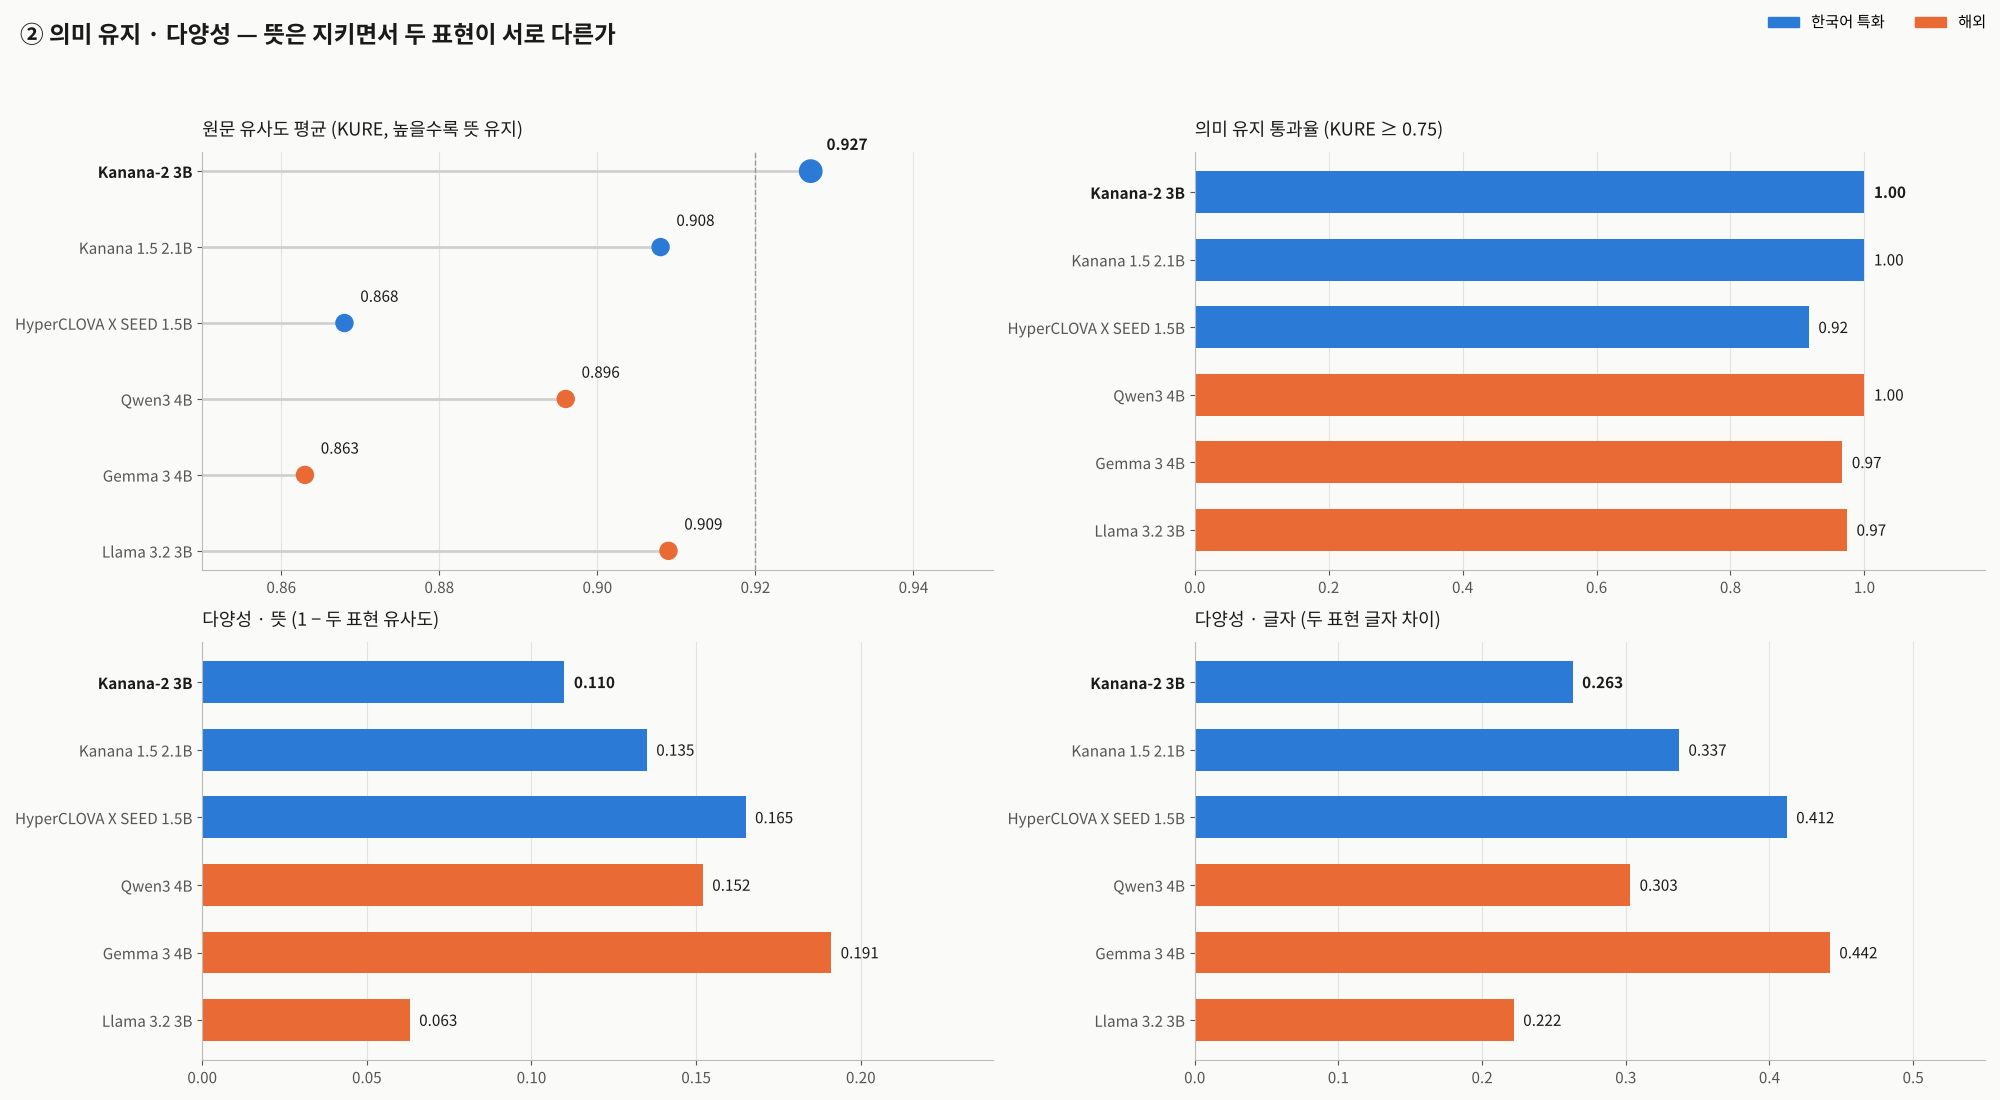 ② 의미 유지 · 다양성 — 뜻은 지키면서 두 표현이 서로 다른가
한국어 특화
해외
원문 유사도 평균 (KURE, 높을수록 뜻 유지)
Kanana-2 3B
0.927
Kanana 1.5 2.1B
0.908
HyperCLOVA X SEED 1.5B
0.868
Qwen3 4B
0.896
Gemma 3 4B
0.863
Llama 3.2 3B
0.909
0.86 0.88 0.90 0.92 0.94
의미 유지 통과율 (KURE ≥ 0.75)
Kanana-2 3B 1.00
Kanana 1.5 2.1B 1.00
HyperCLOVA X SEED 1.5B 0.92
Qwen3 4B 1.00
Gemma 3 4B 0.97
Llama 3.2 3B 0.97
0.0 0.2 0.4 0.6 0.8 1.0
다양성 · 뜻 (1 − 두 표현 유사도)
Kanana-2 3B 0.110
Kanana 1.5 2.1B 0.135
HyperCLOVA X SEED 1.5B 0.165
Qwen3 4B 0.152
Gemma 3 4B 0.191
Llama 3.2 3B 0.063
0.00 0.05 0.10 0.15 0.20
다양성 · 글자 (두 표현 글자 차이)
Kanana-2 3B 0.263
Kanana 1.5 2.1B 0.337
HyperCLOVA X SEED 1.5B 0.412
Qwen3 4B 0.303
Gemma 3 4B 0.442
Llama 3.2 3B 0.222
0.0 0.1 0.2 0.3 0.4 0.5